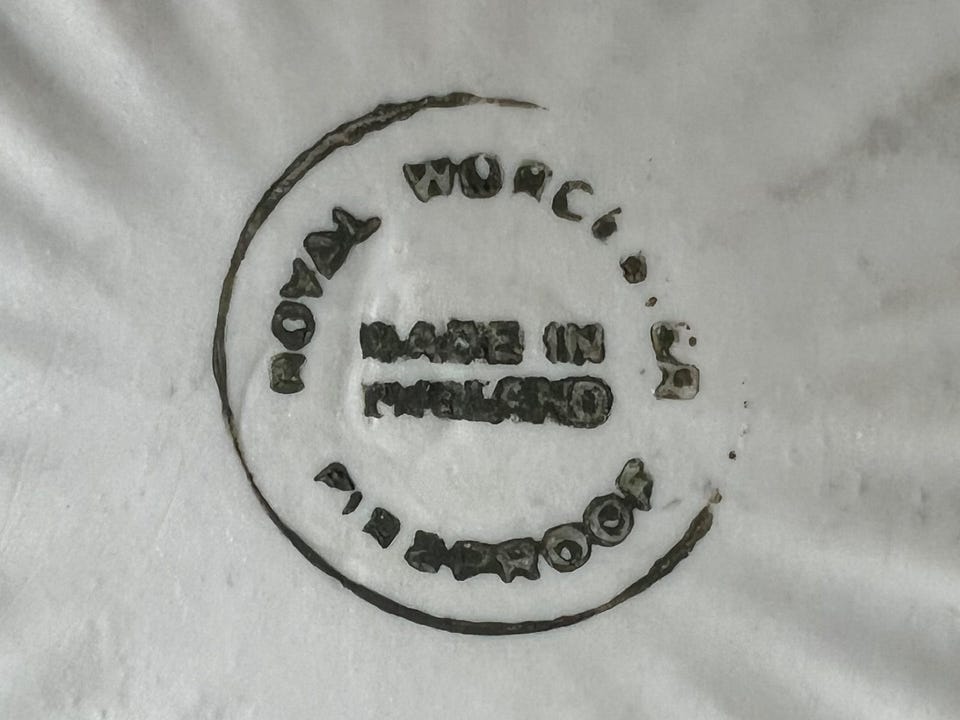 ROYAL WORCESTER
MADE IN
ENGLAND
FIREPROOF